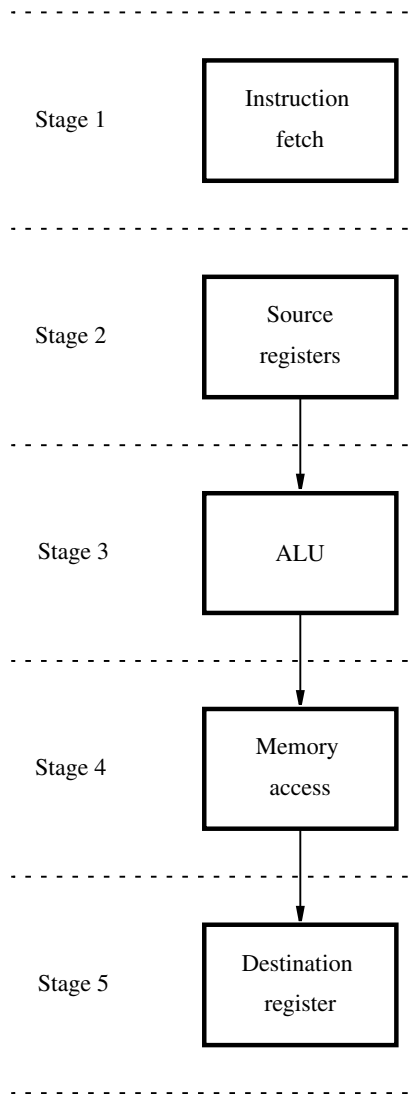 Stage 1
Instruction
fetch
Stage 2
Source
registers
Stage 3
ALU
Stage 4
Memory
access
Stage 5
Destination
register